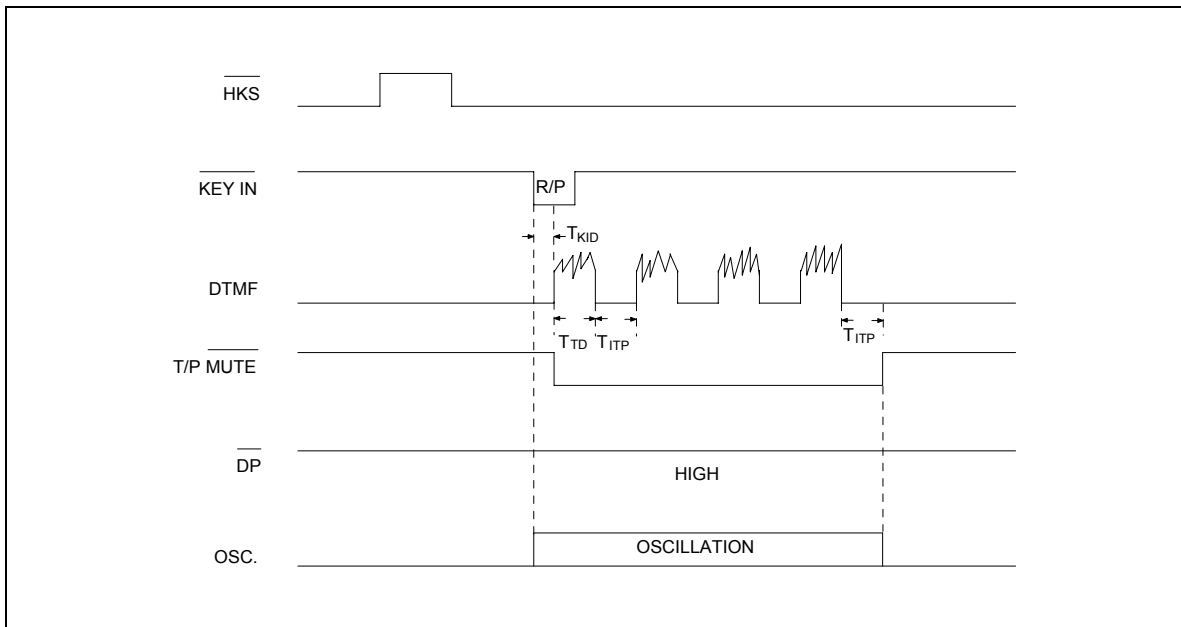 HKS
KEY IN
R/P
TKID
DTMF
TTD
TITP
TITP
T/P MUTE
DP
HIGH
OSC.
OSCILLATION